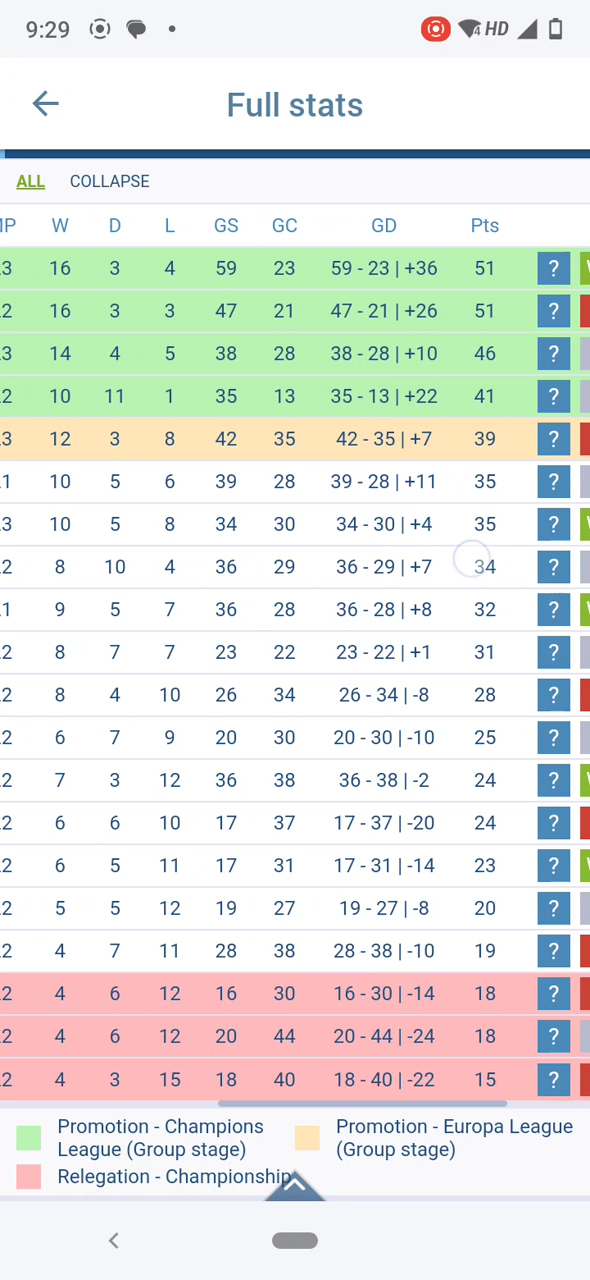 9:29 4 HD
Full stats
ALL COLLAPSE
MP W D L GS GC GD Pts
3 16 3 4 59 23 59 - 23 | +36 51 ?
2 16 3 3 47 21 47 - 21 | +26 51 ?
3 14 4 5 38 28 38 - 28 | +10 46 ?
2 10 11 1 35 13 35 - 13 | +22 41 ?
3 12 3 8 42 35 42 - 35 | +7 39 ?
1 10 5 6 39 28 39 - 28 | +11 35 ?
3 10 5 8 34 30 34 - 30 | +4 35 ?
2 8 10 4 36 29 36 - 29 | +7 34 ?
1 9 5 7 36 28 36 - 28 | +8 32 ?
2 8 7 7 23 22 23 - 22 | +1 31 ?
2 8 4 10 26 34 26 - 34 | -8 28 ?
2 6 7 9 20 30 20 - 30 | -10 25 ?
2 7 3 12 36 38 36 - 38 | -2 24 ?
2 6 6 10 17 37 17 - 37 | -20 24 ?
2 6 5 11 17 31 17 - 31 | -14 23 ?
2 5 5 12 19 27 19 - 27 | -8 20 ?
2 4 7 11 28 38 28 - 38 | -10 19 ?
2 4 6 12 16 30 16 - 30 | -14 18 ?
2 4 6 12 20 44 20 - 44 | -24 18 ?
2 4 3 15 18 40 18 - 40 | -22 15 ?
Promotion - Champions
League (Group stage)
Promotion - Europa League
(Group stage)
Relegation - Championship